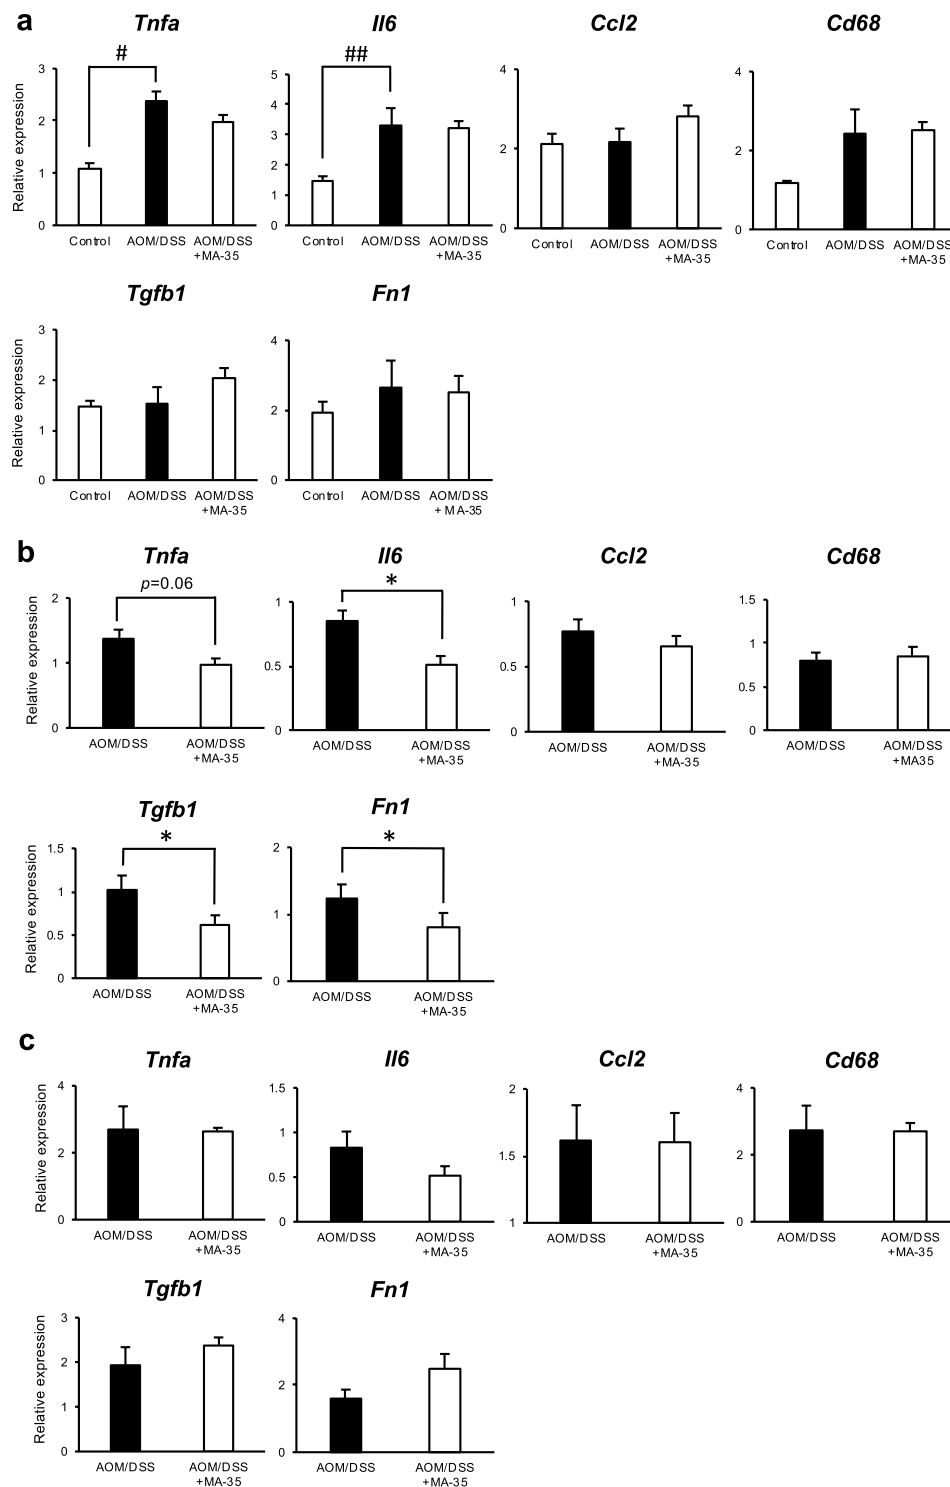 a
Tnfa
Il6
Ccl2
Cd68
#
##
Relative expression
3
2
1
0
5
4
3
2
1
0
4
2
0
4
2
0
Control
AOM/DSS
AOM/DSS
+MA-35
Control
AOM/DSS
AOM/DSS
+MA-35
Control
AOM/DSS
AOM/DSS
+MA-35
Control
AOM/DSS
AOM/DSS
+MA-35
Tgfb1
Fn1
Relative expression
3
2
1
0
4
2
0
Control
AOM/DSS
AOM/DSS
+MA-35
Control
AOM/DSS
AOM/DSS
+ MA-35
b
Tnfa
Il6
Ccl2
Cd68
p=0.06
*
Relative expression
2
1
0
1
0.5
0
1
0.5
0
1.5
1
0.5
0
AOM/DSS
AOM/DSS
+MA-35
AOM/DSS
AOM/DSS
+MA-35
AOM/DSS
AOM/DSS
+MA-35
AOM/DSS
AOM/DSS
+MA35
Tgfb1
Fn1
*
*
Relative expression
1.5
1
0.5
0
2
1
0
AOM/DSS
AOM/DSS
+MA-35
AOM/DSS
AOM/DSS
+MA-35
c
Tnfa
Il6
Ccl2
Cd68
Relative expression
4
2
0
1.5
1
0.5
0
2
1.5
1
4
2
0
AOM/DSS
AOM/DSS
+MA-35
AOM/DSS
AOM/DSS
+MA-35
AOM/DSS
AOM/DSS
+MA-35
AOM/DSS
AOM/DSS
+MA-35
Tgfb1
Fn1
Relative expression
3
2
1
0
4
2
0
AOM/DSS
AOM/DSS
+MA-35
AOM/DSS
AOM/DSS
+MA-35